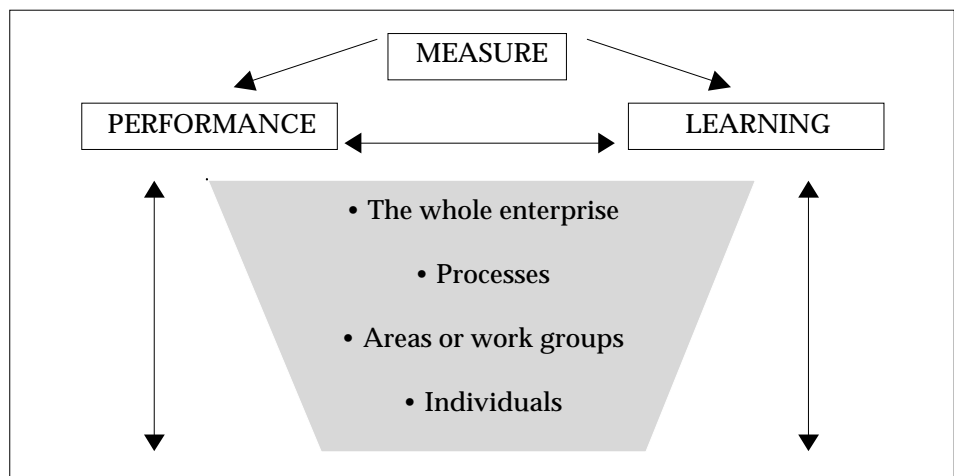 MEASURE
PERFORMANCE
LEARNING
• The whole enterprise
• Processes
• Areas or work groups
• Individuals